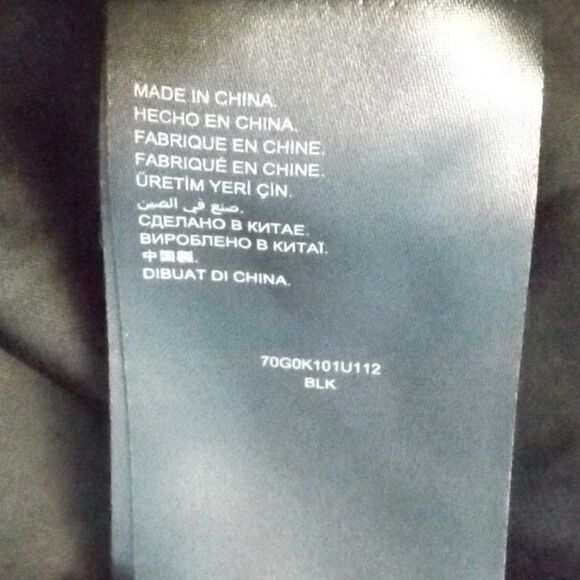 MADE IN CHINA.
HECHO EN CHINA.
FABRIQUE EN CHINE.
FABRIQUÉ EN CHINE.
ÜRETİM YERİ ÇİN.
صنع في الصين.
СДЕЛАНО В КИТАЕ.
ВИРОБЛЕНО В КИТАЇ.
中国製.
DIBUAT DI CHINA.
70G0K101U112
BLK